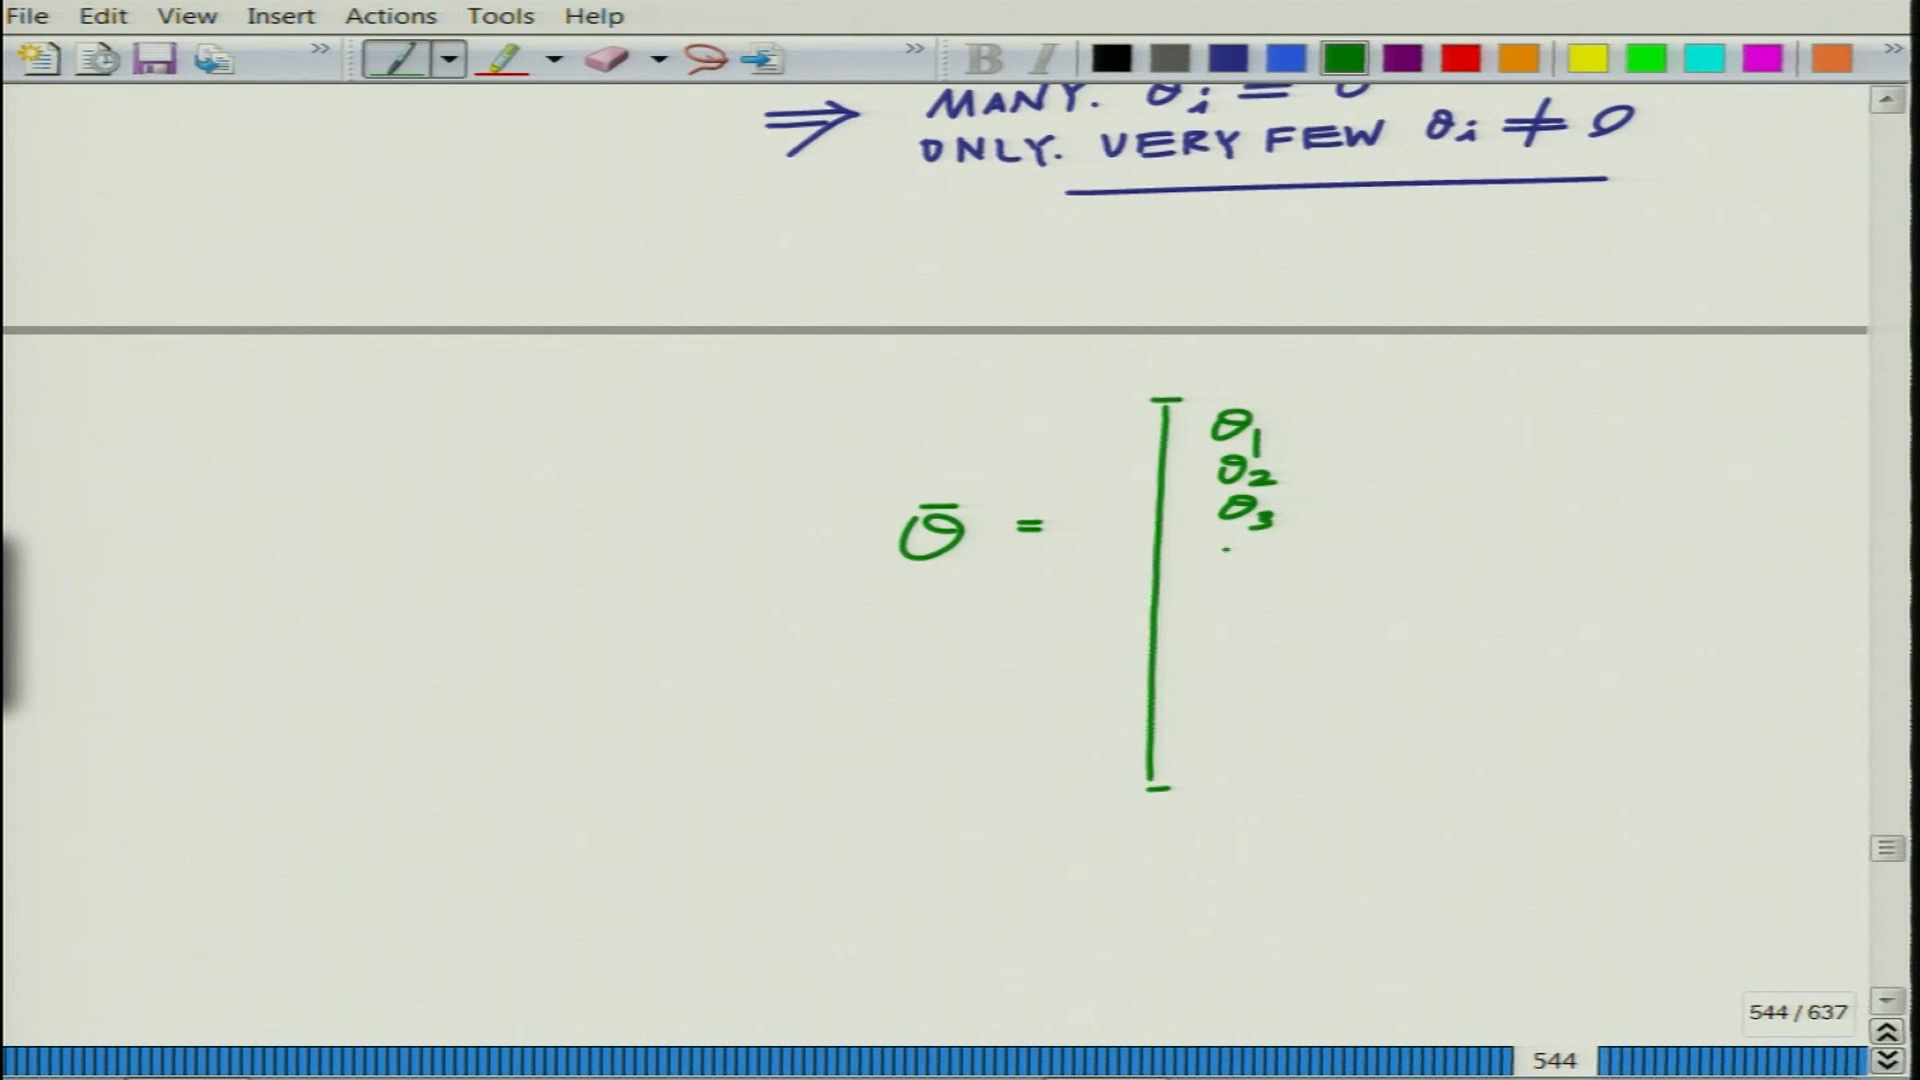 File Edit View Insert Actions Tools Help
B I
⇒ MANY. θi = 0
ONLY. VERY FEW θi ≠ 0
θ̄ = [ θ1
θ2
θ3
.
544 / 637
544